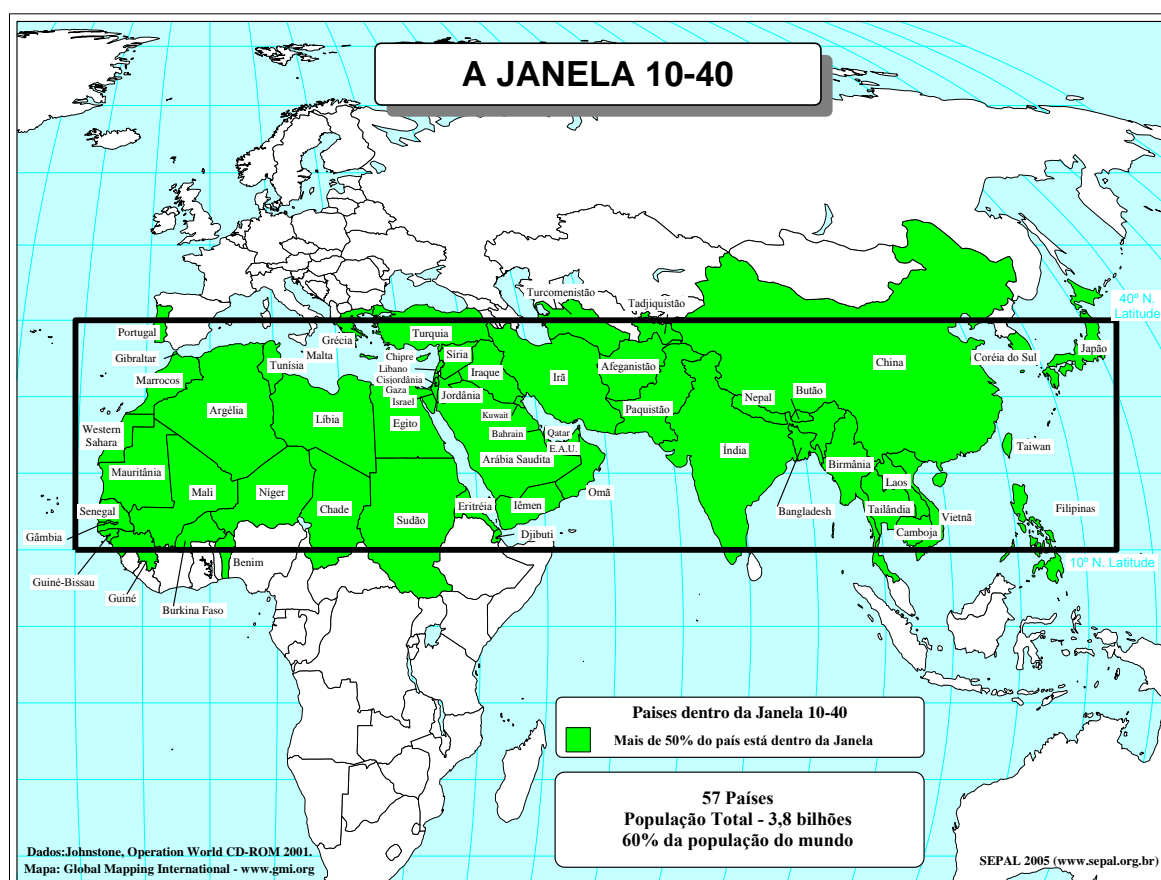 A JANELA 10-40
40º N.
Latitude
Turcomenistão
Tadjiquistão
Portugal
Grécia
Turquia
Gibraltar
Malta
Tunísia
Chipre
Síria
Líbano
Cisjordânia
Iraque
Irã
Afeganistão
China
Coréia do Sul
Japão
Marrocos
Gaza
Israel
Jordânia
Nepal
Butão
Argélia
Líbia
Egito
Kuwait
Paquistão
Western
Sahara
Bahrain
Qatar
E.A.U.
Índia
Taiwan
Mauritânia
Arábia Saudita
Birmânia
Laos
Mali
Níger
Chade
Sudão
Eritréia
Iêmen
Omã
Bangladesh
Tailândia
Vietnã
Filipinas
Senegal
Gâmbia
Djibuti
Camboja
10º N. Latitude
Guiné-Bissau
Guiné
Benim
Burkina Faso
Paises dentro da Janela 10-40
Mais de 50% do país está dentro da Janela
57 Países
População Total - 3,8 bilhões
60% da população do mundo
Dados:Johnstone, Operation World CD-ROM 2001.
Mapa: Global Mapping International - www.gmi.org
SEPAL 2005 (www.sepal.org.br)